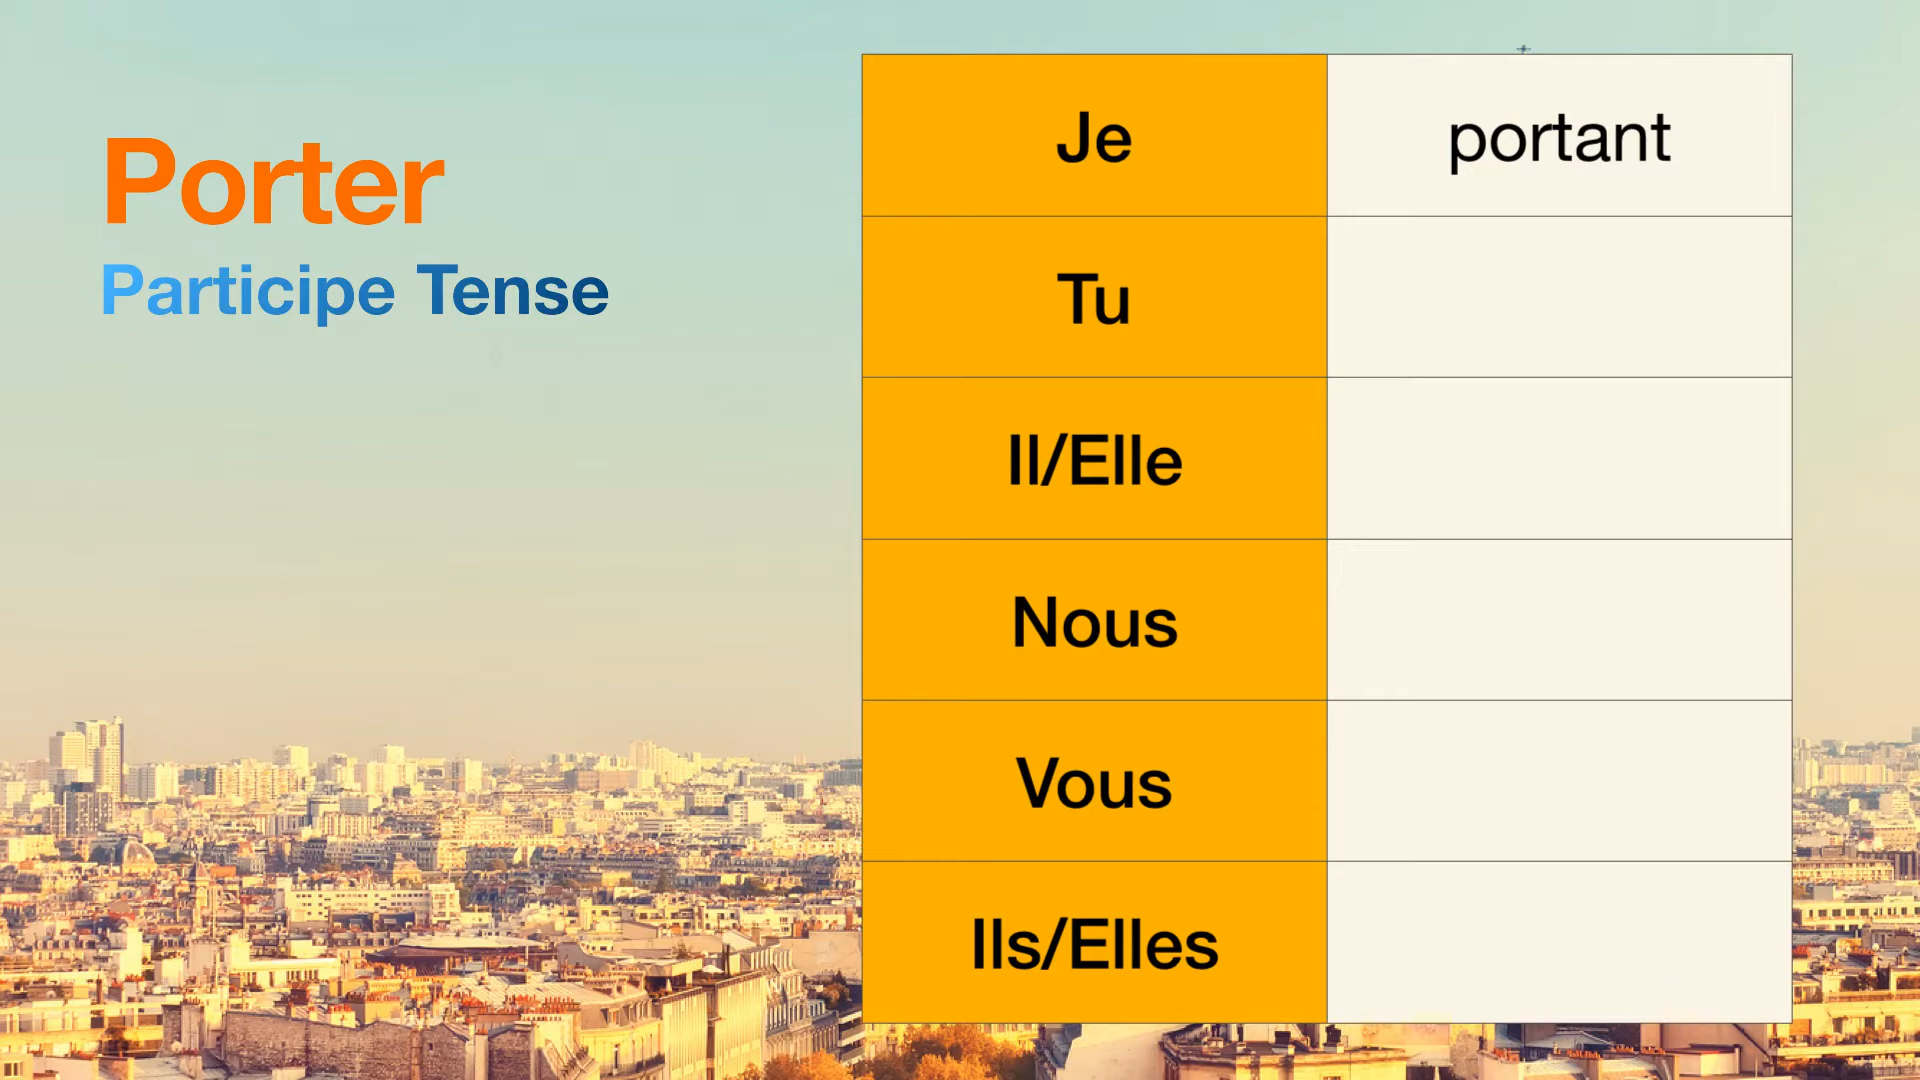 Porter
Participe Tense
Je portant
Tu
Il/Elle
Nous
Vous
Ils/Elles